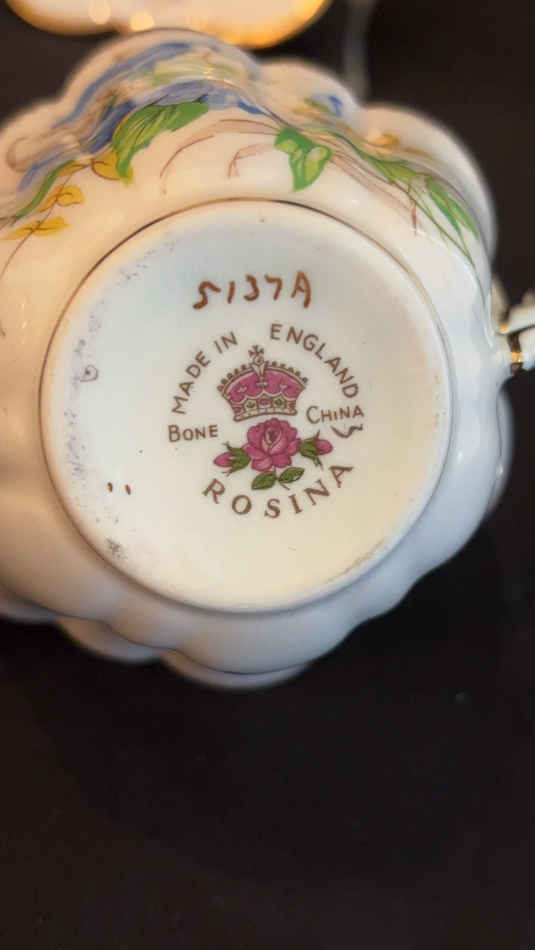 5137A
MADE IN ENGLAND
BONE CHINA
ROSINA